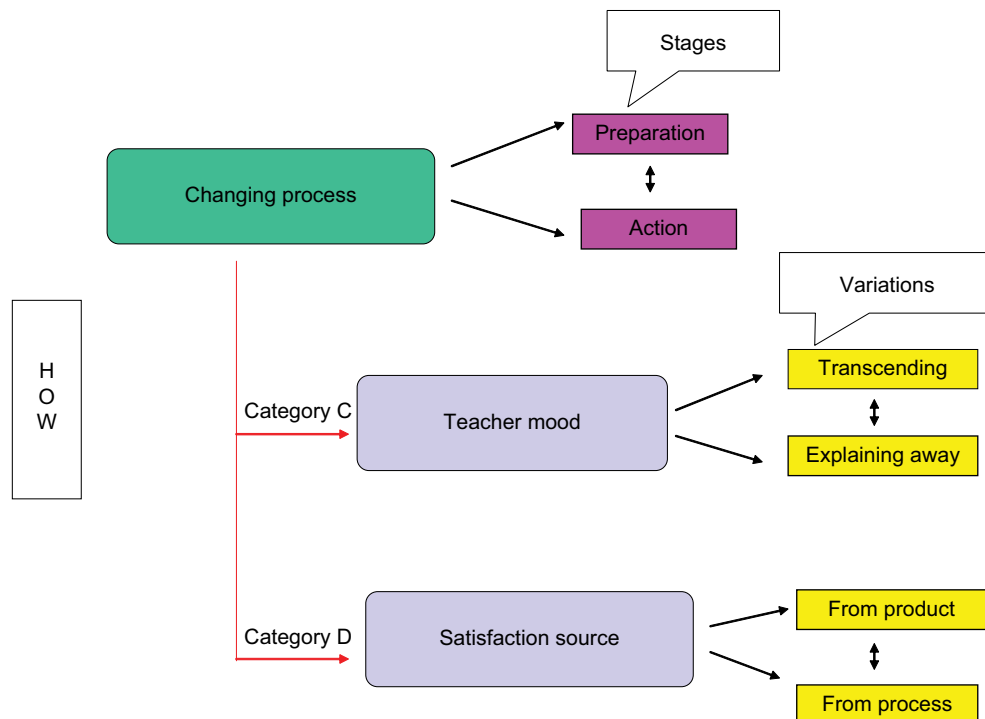 Stages
Preparation
Changing process
Action
Variations
H
O
W
Transcending
Category C
Teacher mood
Explaining away
From product
Category D
Satisfaction source
From process